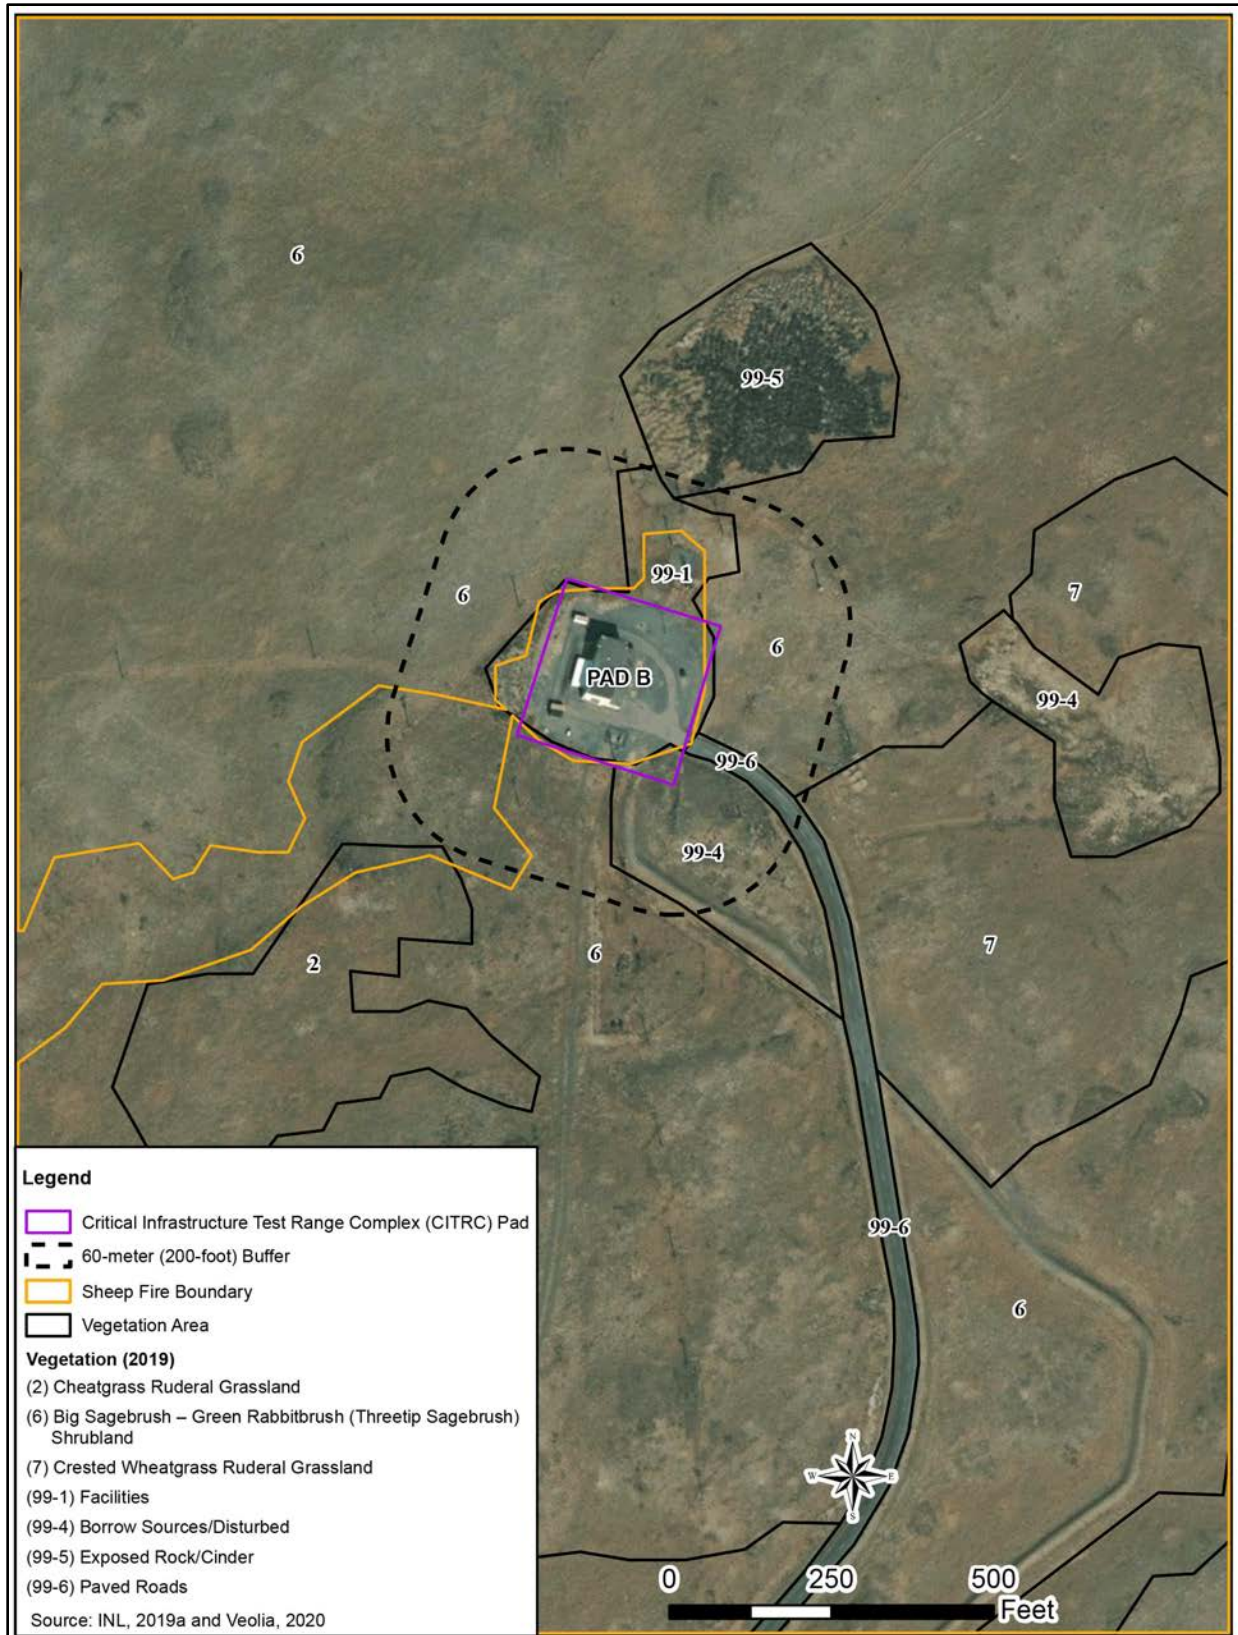 6
99-5
7
99-1
6
6
PAD B
99-4
99-6
99-4
7
6
2
99-6
6
Legend
Critical Infrastructure Test Range Complex (CITRC) Pad
60-meter (200-foot) Buffer
Sheep Fire Boundary
Vegetation Area
Vegetation (2019)
(2) Cheatgrass Ruderal Grassland
(6) Big Sagebrush – Green Rabbitbrush (Threetip Sagebrush)
Shrubland
(7) Crested Wheatgrass Ruderal Grassland
(99-1) Facilities
(99-4) Borrow Sources/Disturbed
(99-5) Exposed Rock/Cinder
(99-6) Paved Roads
Source: INL, 2019a and Veolia, 2020
N
W E
S
0 250 500
Feet